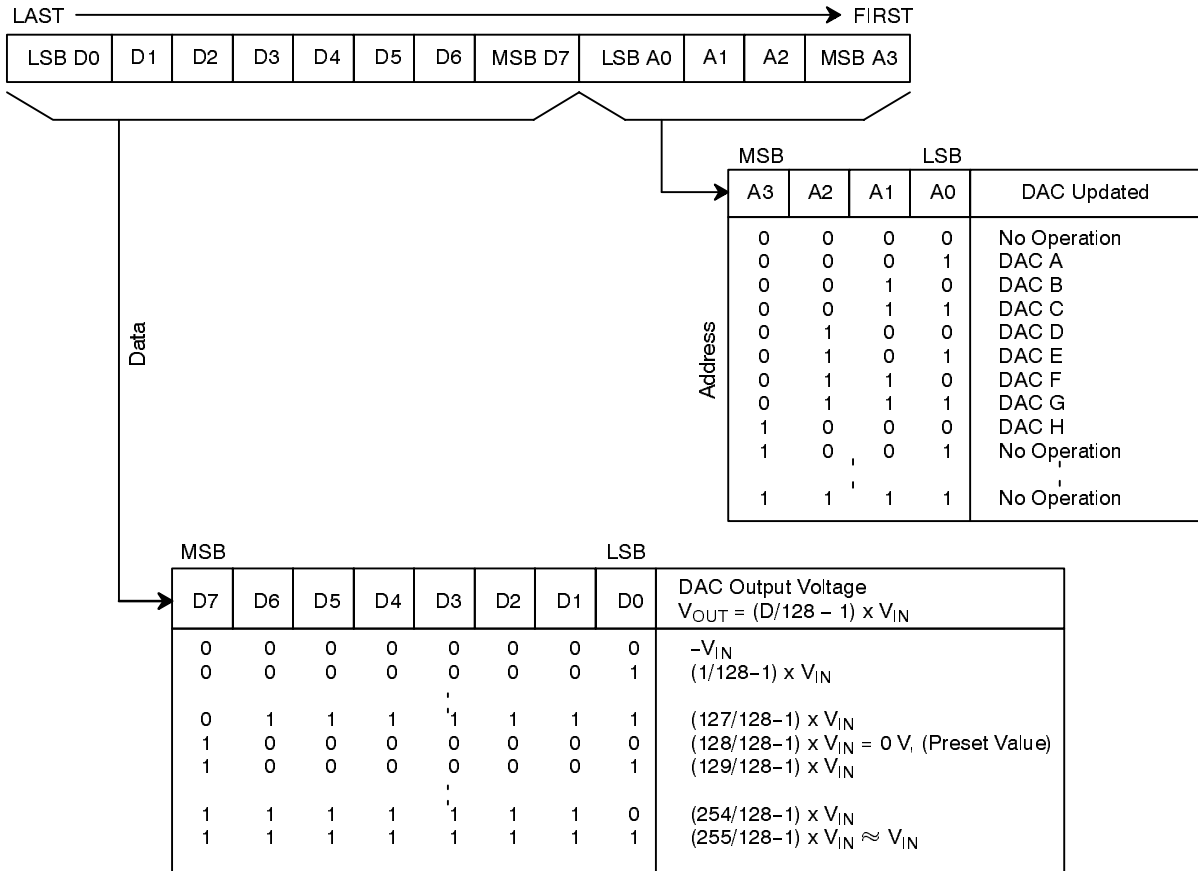 LAST FIRST
LSB D0 D1 D2 D3 D4 D5 D6 MSB D7 LSB A0 A1 A2 MSB A3
MSB LSB
A3 A2 A1 A0 DAC Updated
0 0 0 0 No Operation
0 0 0 1 DAC A
0 0 1 0 DAC B
0 0 1 1 DAC C
0 1 0 0 DAC D
0 1 0 1 DAC E
0 1 1 0 DAC F
0 1 1 1 DAC G
1 0 0 0 DAC H
1 0 0 1 No Operation
1 1 1 1 No Operation
Address
Data
MSB LSB
D7 D6 D5 D4 D3 D2 D1 D0 DAC Output Voltage
VOUT = (D/128 – 1) x VIN
0 0 0 0 0 0 0 0 –VIN
0 0 0 0 0 0 0 1 (1/128–1) x VIN
0 1 1 1 1 1 1 1 (127/128–1) x VIN
1 0 0 0 0 0 0 0 (128/128–1) x VIN = 0 V, (Preset Value)
1 0 0 0 0 0 0 1 (129/128–1) x VIN
1 1 1 1 1 1 1 0 (254/128–1) x VIN
1 1 1 1 1 1 1 1 (255/128–1) x VIN ≈ VIN